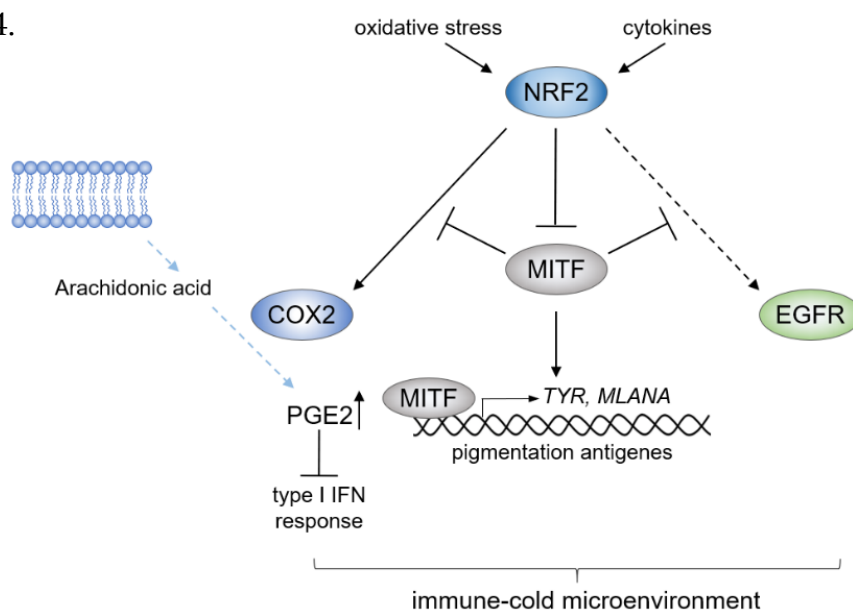 4.
oxidative stress
cytokines
NRF2
MITF
Arachidonic acid
COX2
EGFR
MITF
TYR, MLANA
PGE2
pigmentation antigenes
type I IFN
response
immune-cold microenvironment